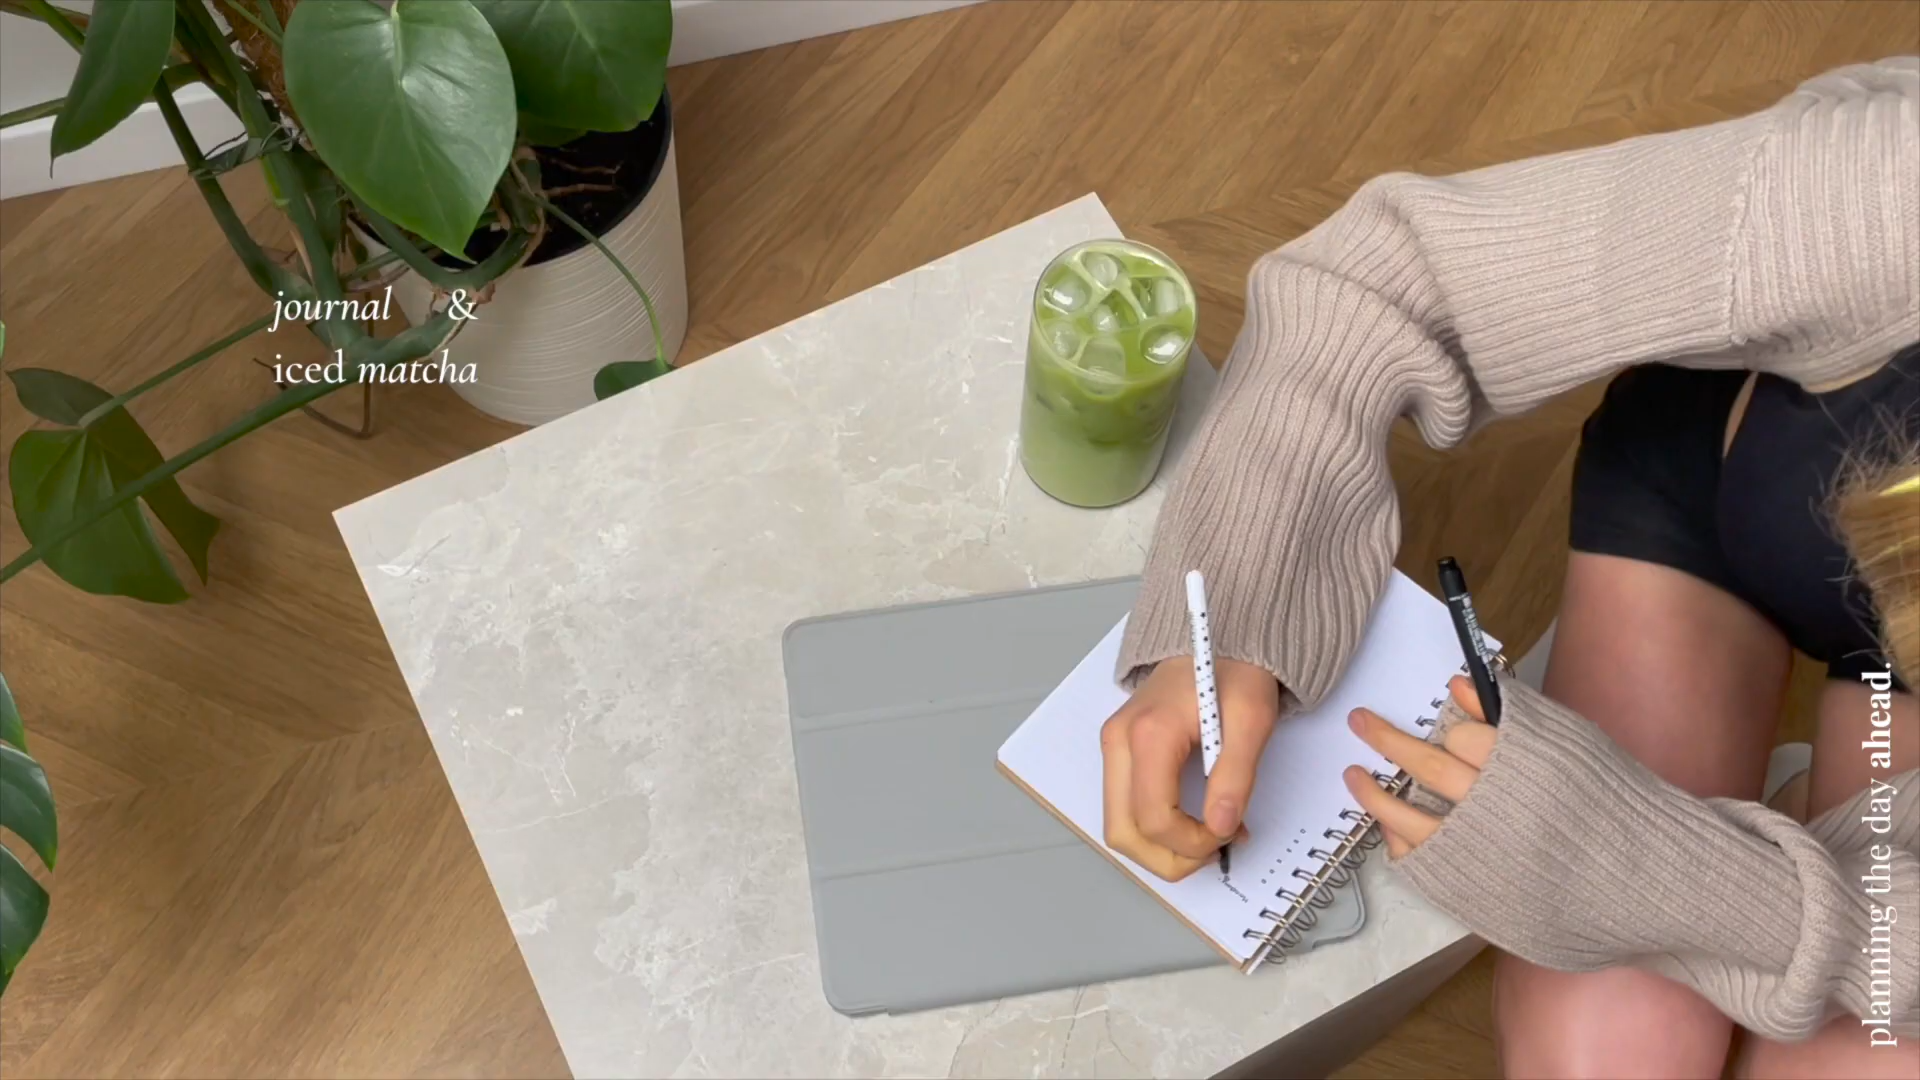 journal &
iced matcha
planning the day ahead.